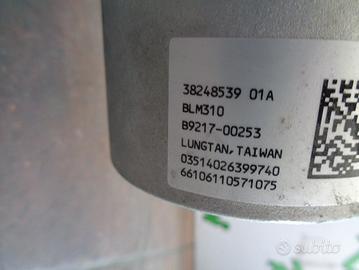 38248539 01A
BLM310
B9217-00253
LUNGTAN,TAIWAN
03514026399740
66106110571075
subito